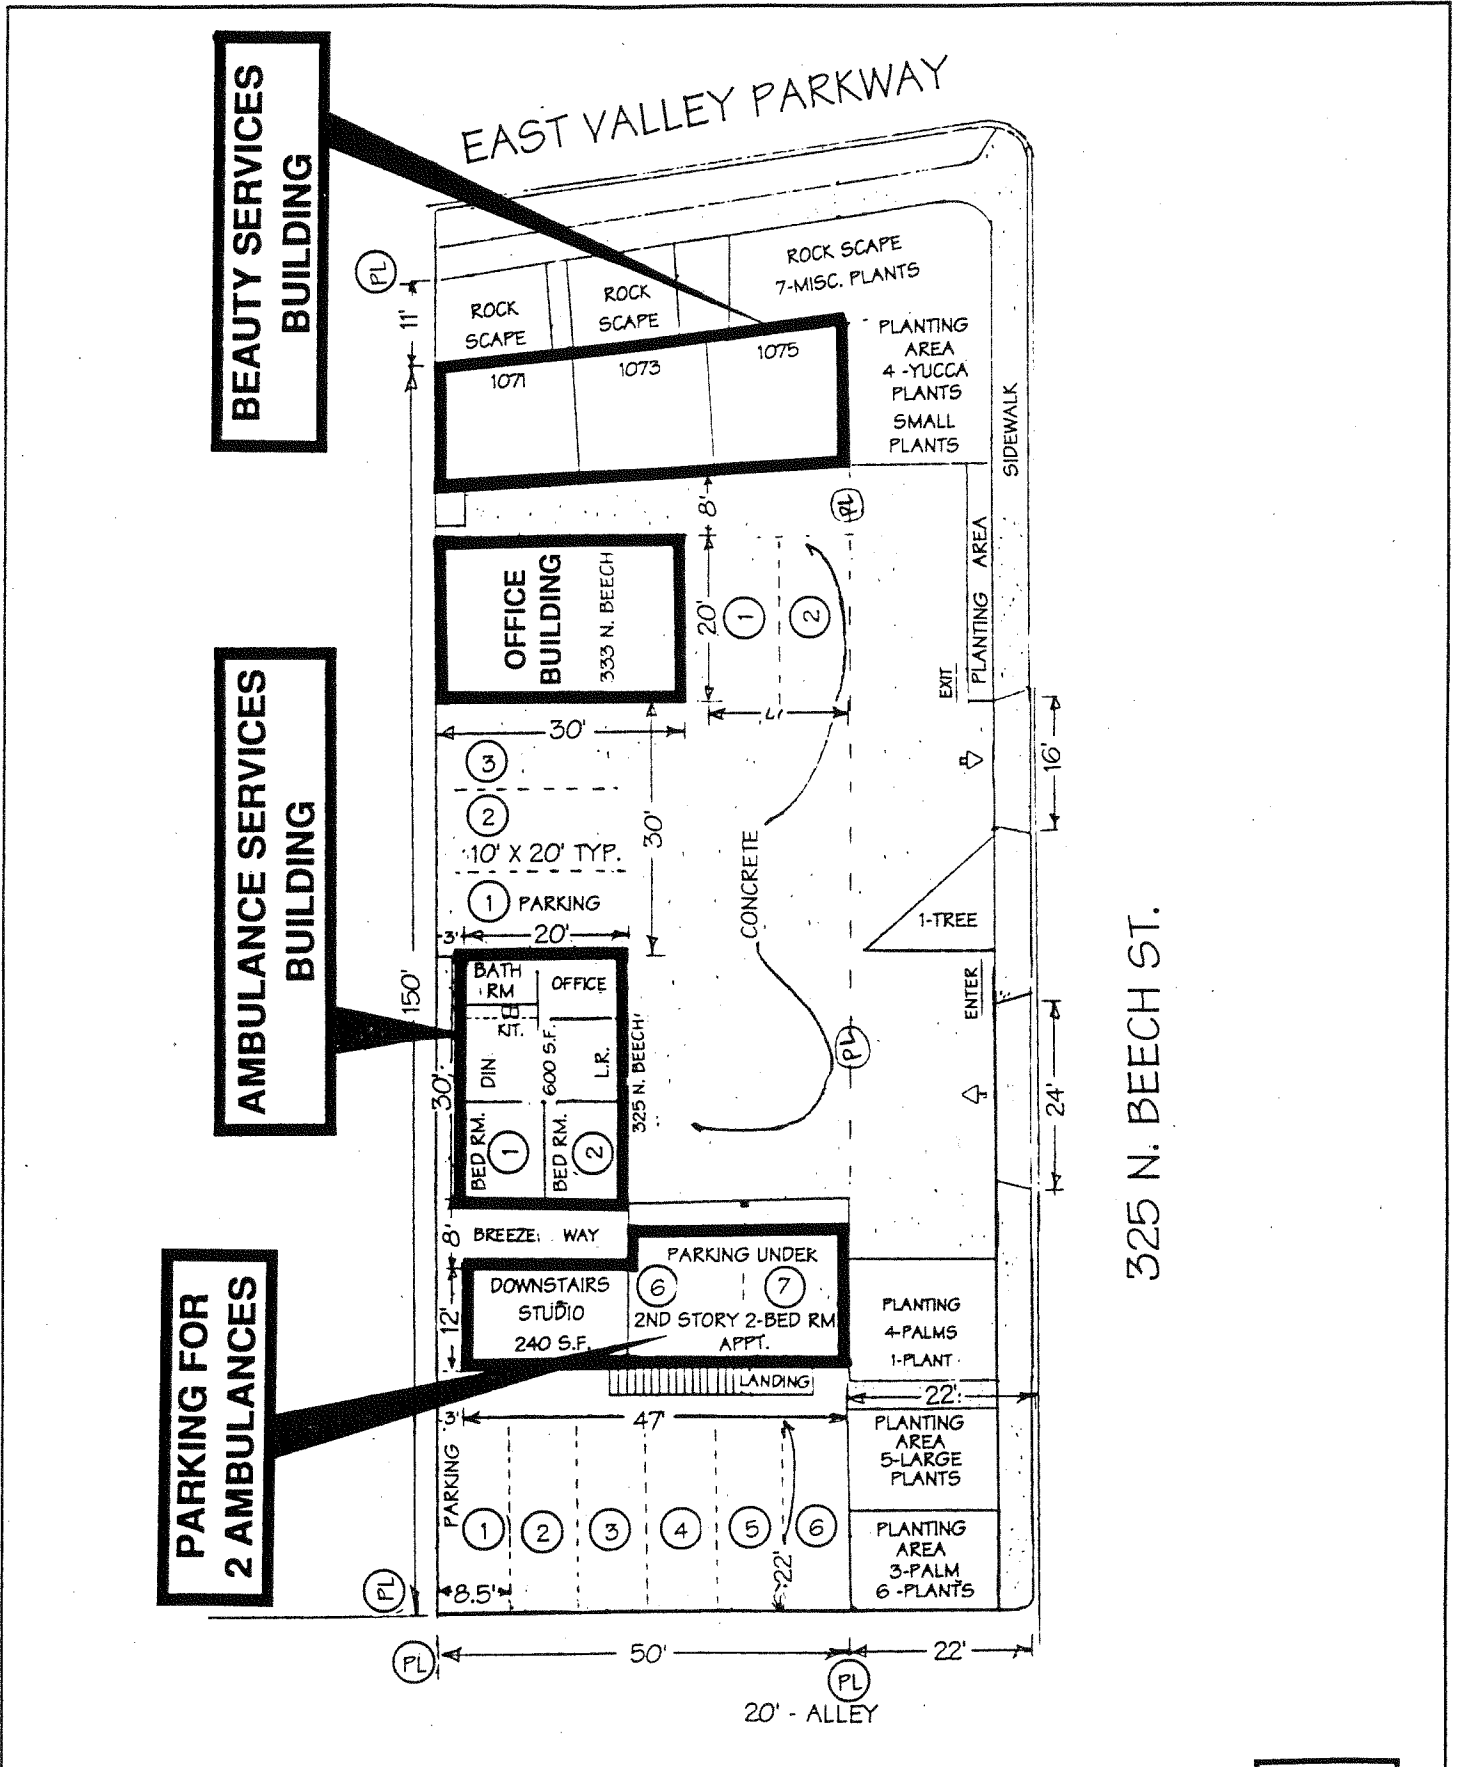 EAST VALLEY PARKWAY
BEAUTY SERVICES
BUILDING
PL
11'
ROCK
SCAPE
ROCK
SCAPE
ROCK SCAPE
7-MISC. PLANTS
1071
1073
1075
PLANTING
AREA
4 -YUCCA
PLANTS
SMALL
PLANTS
SIDEWALK
8'
PL
OFFICE
BUILDING
333 N. BEECH
20'
1
2
PLANTING AREA
EXIT
30'
17'
16'
AMBULANCE SERVICES
BUILDING
3
2
10' X 20' TYP.
1 PARKING
30'
CONCRETE
1-TREE
3'
20'
150'
BATH
RM
OFFICE
KIT.
DIN
600 S.F.
L.R.
325 N. BEECH
30'
BED RM.
1
BED RM.
2
PL
ENTER
24'
325 N. BEECH ST.
8'
BREEZE WAY
PARKING FOR
2 AMBULANCES
12'
DOWNSTAIRS
STUDIO
240 S.F.
PARKING UNDER
6
7
2ND STORY 2-BED RM
APPT.
LANDING
PLANTING
4-PALMS
1-PLANT
22'
3'
47'
PLANTING
AREA
5-LARGE
PLANTS
PARKING
1
2
3
4
5
6
8.5'
22'
PLANTING
AREA
3-PALM
6 -PLANTS
PL
PL
50'
22'
PL
20' - ALLEY